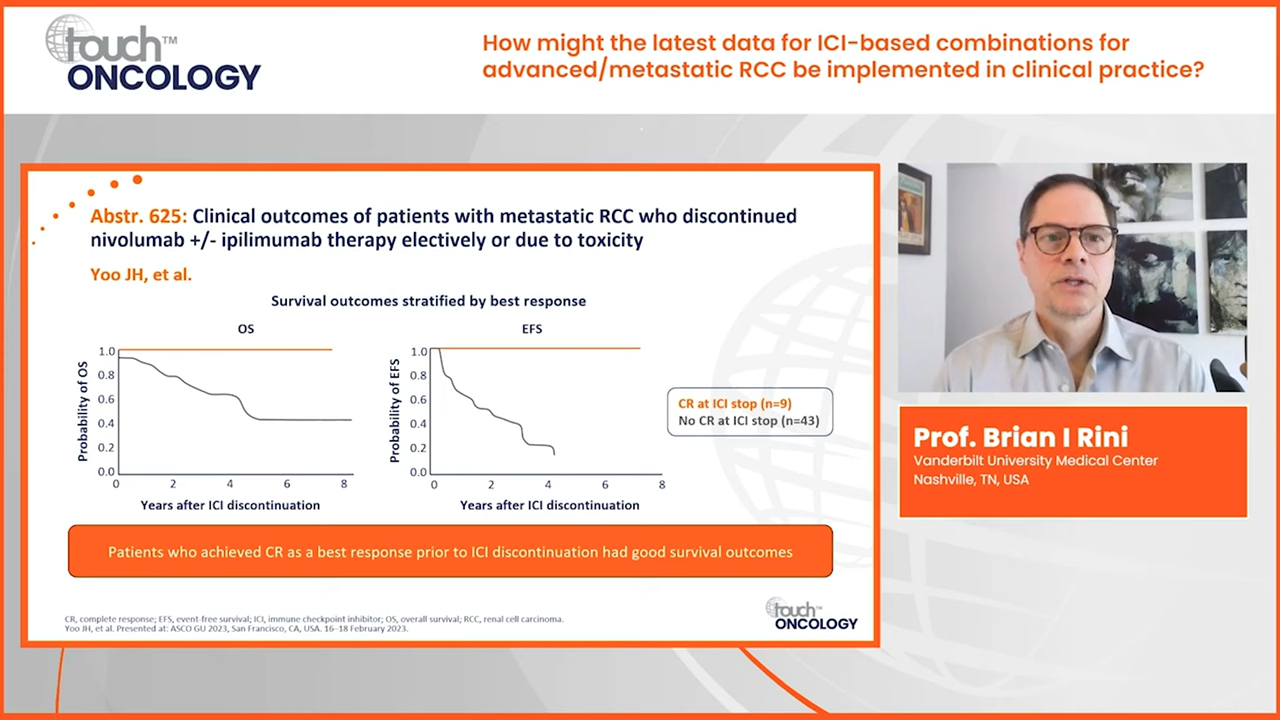 touch™
ONCOLOGY
How might the latest data for ICI-based combinations for
advanced/metastatic RCC be implemented in clinical practice?
Abstr. 625: Clinical outcomes of patients with metastatic RCC who discontinued
nivolumab +/- ipilimumab therapy electively or due to toxicity
Yoo JH, et al.
Survival outcomes stratified by best response
OS
Probability of OS
1.0
0.8
0.6
0.4
0.2
0.0
0 2 4 6 8
Years after ICI discontinuation
EFS
Probability of EFS
1.0
0.8
0.6
0.4
0.2
0.0
0 2 4 6 8
Years after ICI discontinuation
CR at ICI stop (n=9)
No CR at ICI stop (n=43)
Patients who achieved CR as a best response prior to ICI discontinuation had good survival outcomes
CR, complete response; EFS, event-free survival; ICI, immune checkpoint inhibitor; OS, overall survival; RCC, renal cell carcinoma.
Yoo JH, et al. Presented at: ASCO GU 2023, San Francisco, CA, USA. 16–18 February 2023.
touch™
ONCOLOGY
Prof. Brian I Rini
Vanderbilt University Medical Center
Nashville, TN, USA